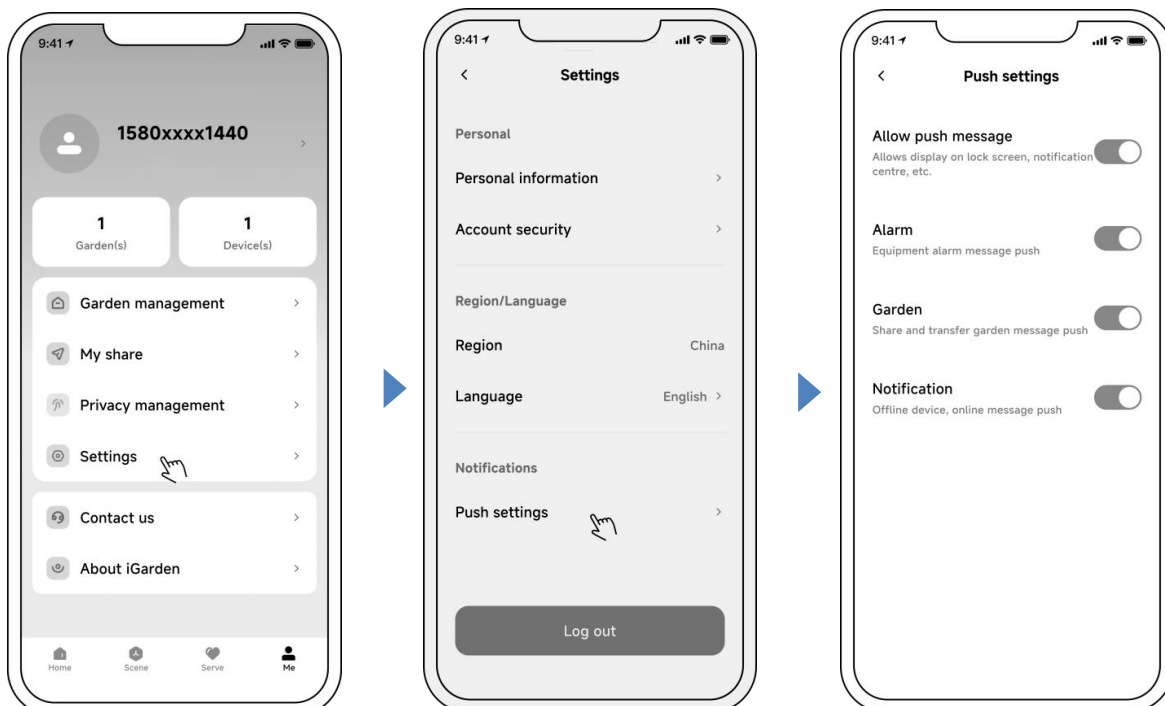 9:41
1580xxxx1440
1
Garden(s)
1
Device(s)
Garden management
My share
Privacy management
Settings
Contact us
About iGarden
Home
Scene
Serve
Me
9:41
Settings
Personal
Personal information
Account security
Region/Language
Region
China
Language
English
Notifications
Push settings
Log out
9:41
Push settings
Allow push message
Allows display on lock screen, notification
centre, etc.
Alarm
Equipment alarm message push
Garden
Share and transfer garden message push
Notification
Offline device, online message push